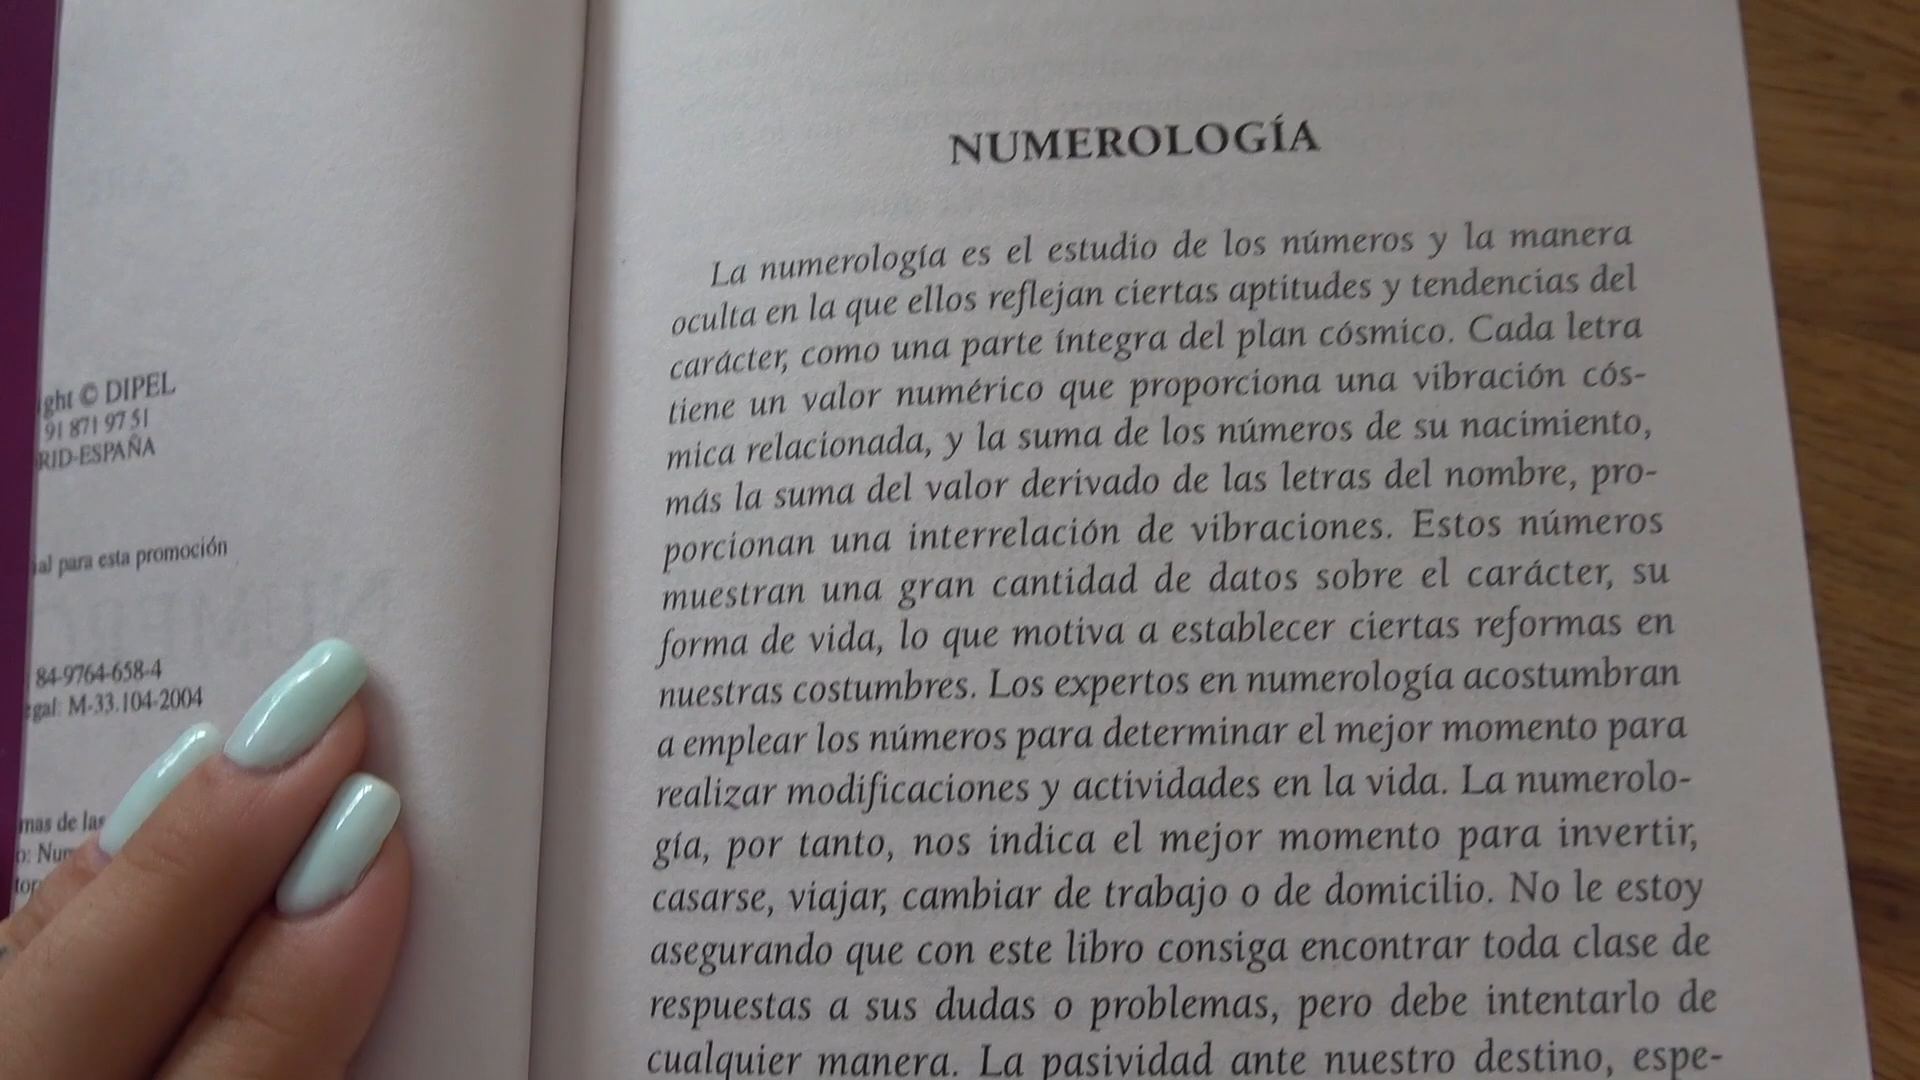 ght © DIPEL
91 871 97 51
RID-ESPAÑA
al para esta promoción
84-9764-658-4
gal: M-33.104-2004
mas de las
NUMEROLOGÍA
La numerología es el estudio de los números y la manera
oculta en la que ellos reflejan ciertas aptitudes y tendencias del
carácter, como una parte íntegra del plan cósmico. Cada letra
tiene un valor numérico que proporciona una vibración cós-
mica relacionada, y la suma de los números de su nacimiento,
más la suma del valor derivado de las letras del nombre, pro-
porcionan una interrelación de vibraciones. Estos números
muestran una gran cantidad de datos sobre el carácter, su
forma de vida, lo que motiva a establecer ciertas reformas en
nuestras costumbres. Los expertos en numerología acostumbran
a emplear los números para determinar el mejor momento para
realizar modificaciones y actividades en la vida. La numerolo-
gía, por tanto, nos indica el mejor momento para invertir,
casarse, viajar, cambiar de trabajo o de domicilio. No le estoy
asegurando que con este libro consiga encontrar toda clase de
respuestas a sus dudas o problemas, pero debe intentarlo de
cualquier manera. La pasividad ante nuestro destino, espe-